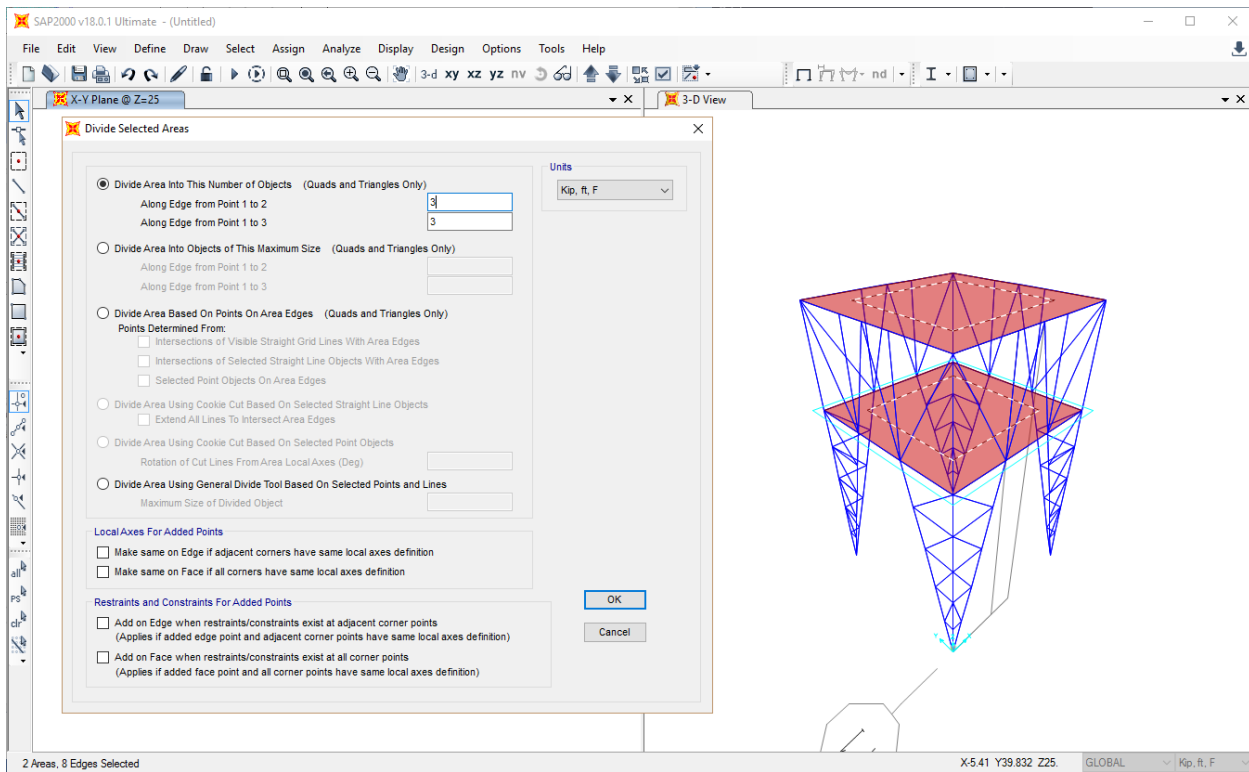 SAP2000 v18.0.1 Ultimate - (Untitled)
File Edit View Define Draw Select Assign Analyze Display Design Options Tools Help
3-d xy xz yz nv nd
X-Y Plane @ Z=25
3-D View
Divide Selected Areas
Units
Kip, ft, F
Divide Area Into This Number of Objects (Quads and Triangles Only)
Along Edge from Point 1 to 2 3
Along Edge from Point 1 to 3 3
Divide Area Into Objects of This Maximum Size (Quads and Triangles Only)
Along Edge from Point 1 to 2
Along Edge from Point 1 to 3
Divide Area Based On Points On Area Edges (Quads and Triangles Only)
Points Determined From:
Intersections of Visible Straight Grid Lines With Area Edges
Intersections of Selected Straight Line Objects With Area Edges
Selected Point Objects On Area Edges
Divide Area Using Cookie Cut Based On Selected Straight Line Objects
Extend All Lines To Intersect Area Edges
Divide Area Using Cookie Cut Based On Selected Point Objects
Rotation of Cut Lines From Area Local Axes (Deg)
Divide Area Using General Divide Tool Based On Selected Points and Lines
Maximum Size of Divided Object
Local Axes For Added Points
Make same on Edge if adjacent corners have same local axes definition
Make same on Face if all corners have same local axes definition
Restraints and Constraints For Added Points
Add on Edge when restraints/constraints exist at adjacent corner points
(Applies if added edge point and adjacent corner points have same local axes definition)
Add on Face when restraints/constraints exist at all corner points
(Applies if added face point and all corner points have same local axes definition)
OK
Cancel
all
PS
clr
2 Areas, 8 Edges Selected
X-5.41 Y39.832 Z25.
GLOBAL
Kip, ft, F